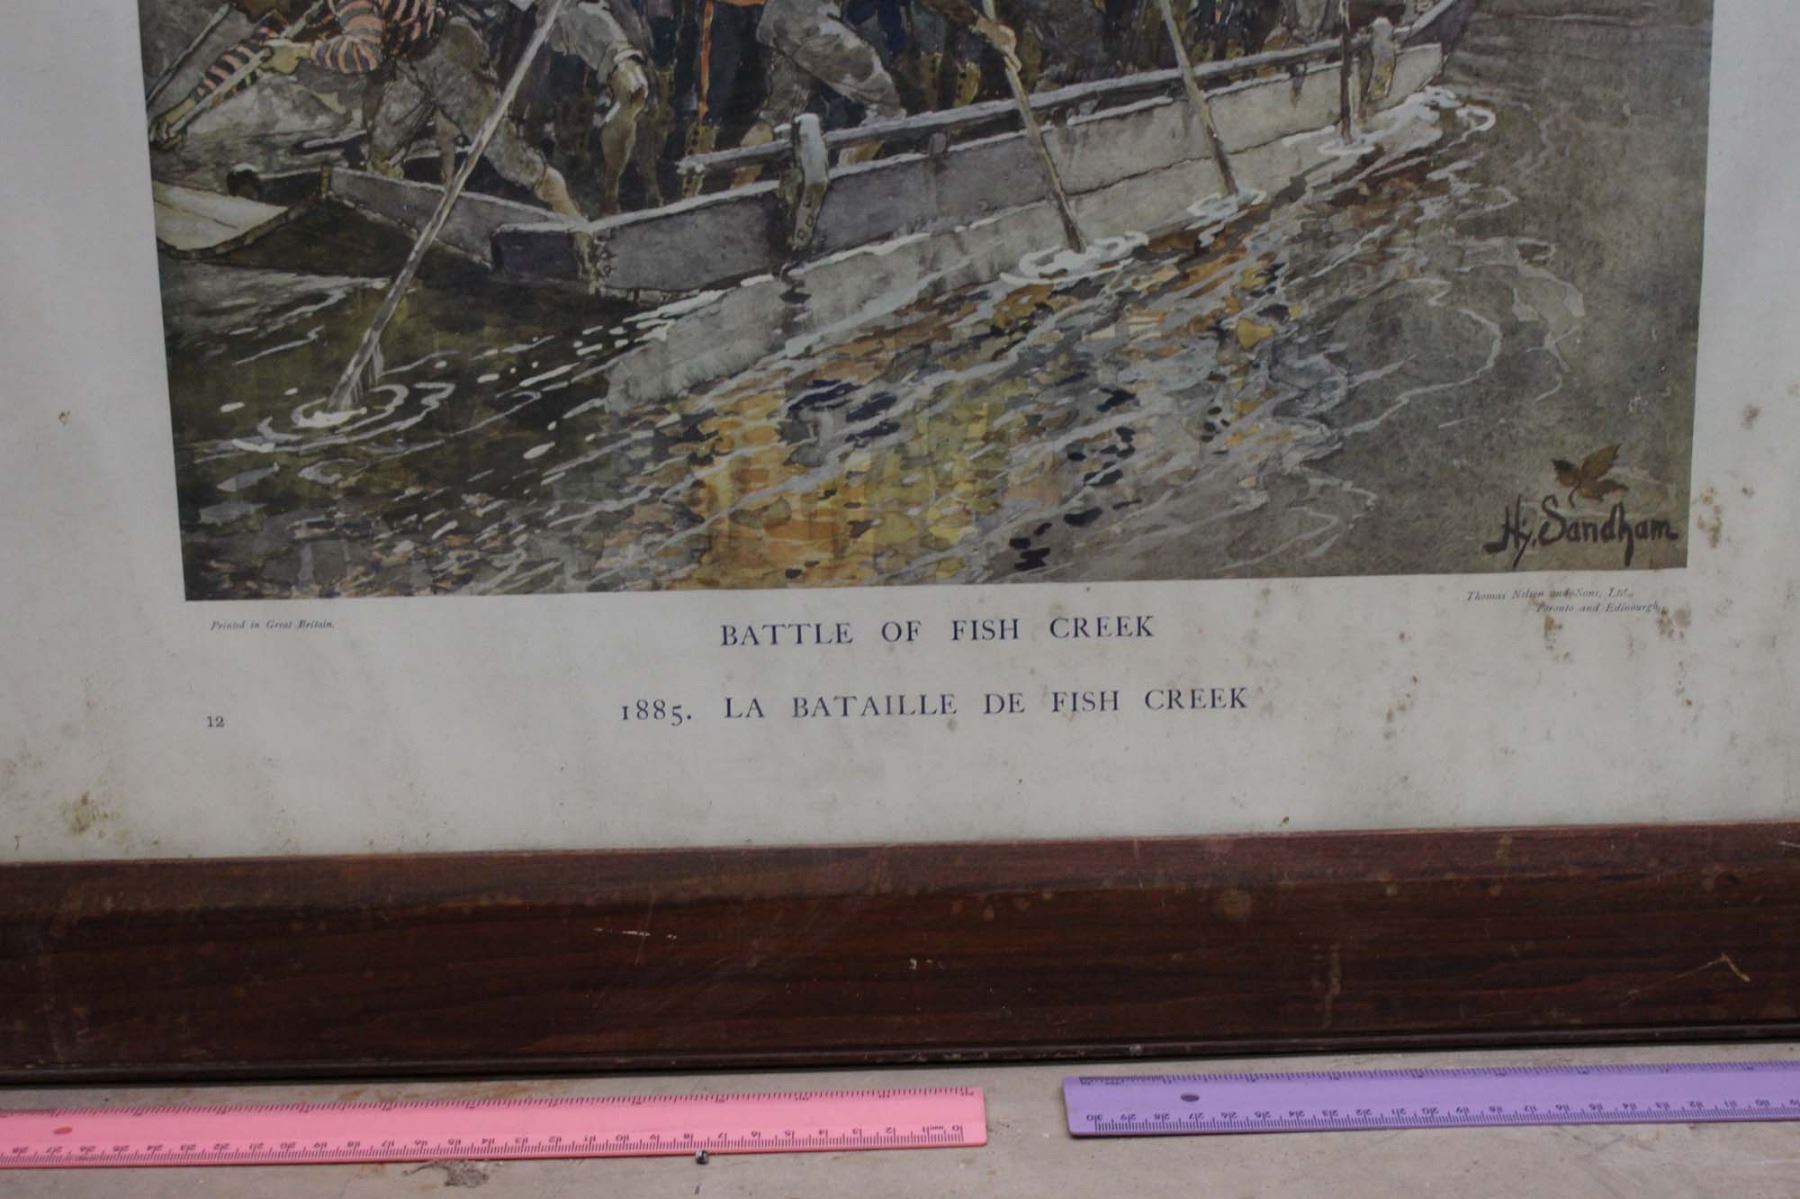 Hy. Sandham
Thomas Nelson and Sons, Ltd.,
Toronto and Edinburgh.
Printed in Great Britain.
BATTLE OF FISH CREEK
1885. LA BATAILLE DE FISH CREEK
12